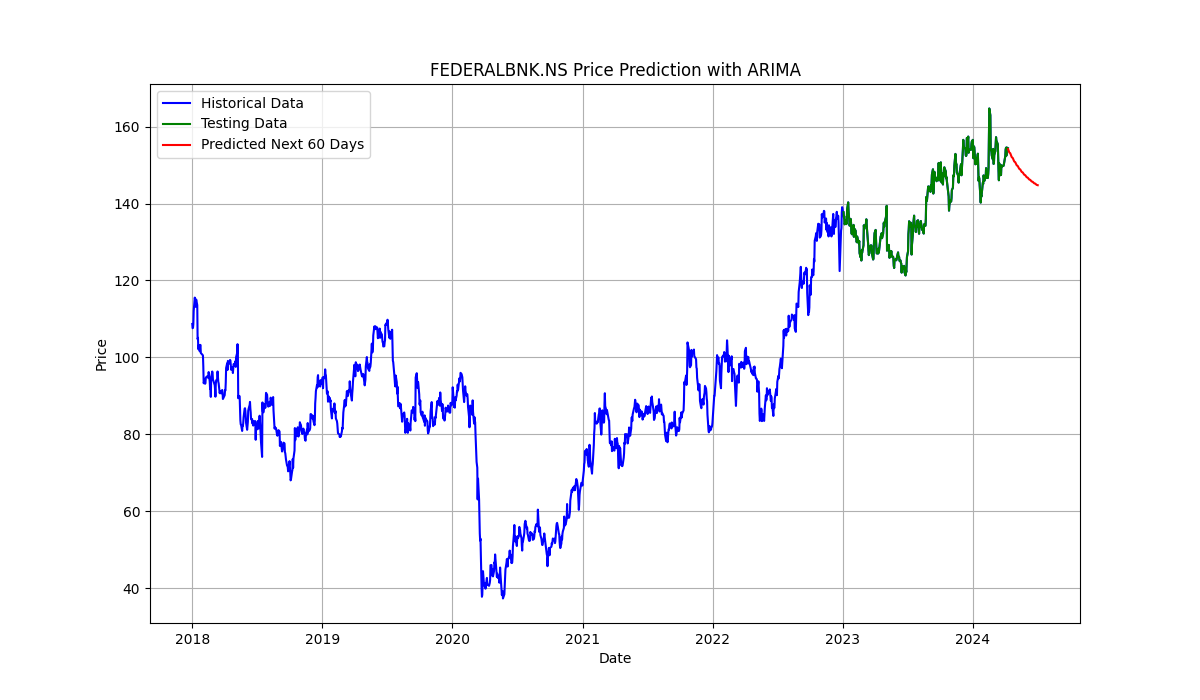 FEDERALBNK.NS Price Prediction with ARIMA
Historical Data
Testing Data
Predicted Next 60 Days
Price
160
140
120
100
80
60
40
2018 2019 2020 2021 2022 2023 2024
Date